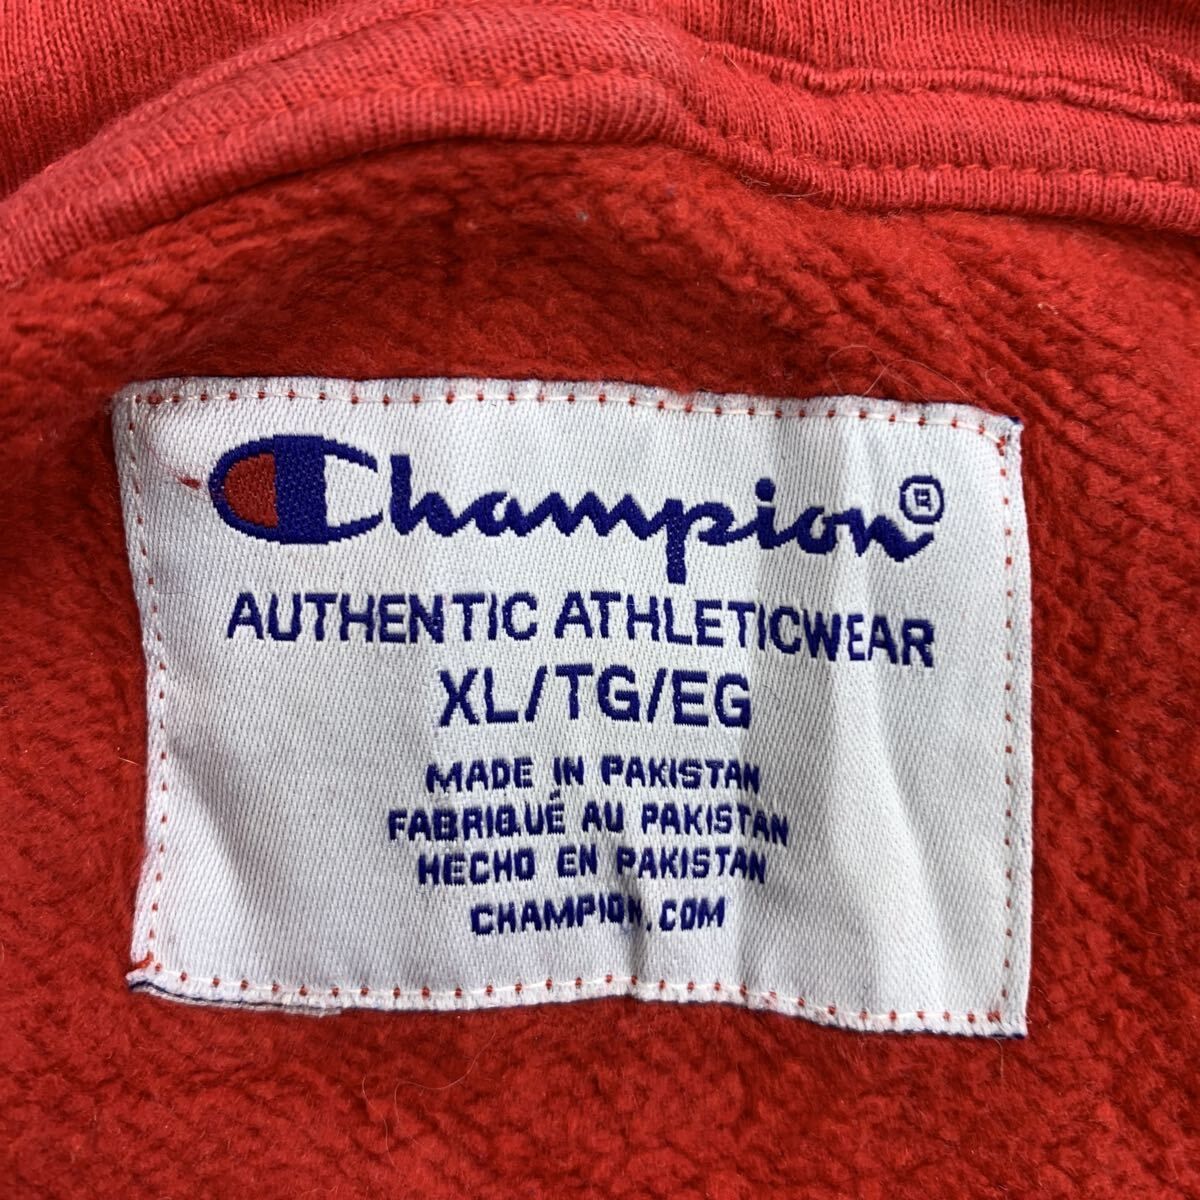 Champion®
AUTHENTIC ATHLETICWEAR
XL/TG/EG
MADE IN PAKISTAN
FABRIQUÉ AU PAKISTAN
HECHO EN PAKISTAN
CHAMPION.COM